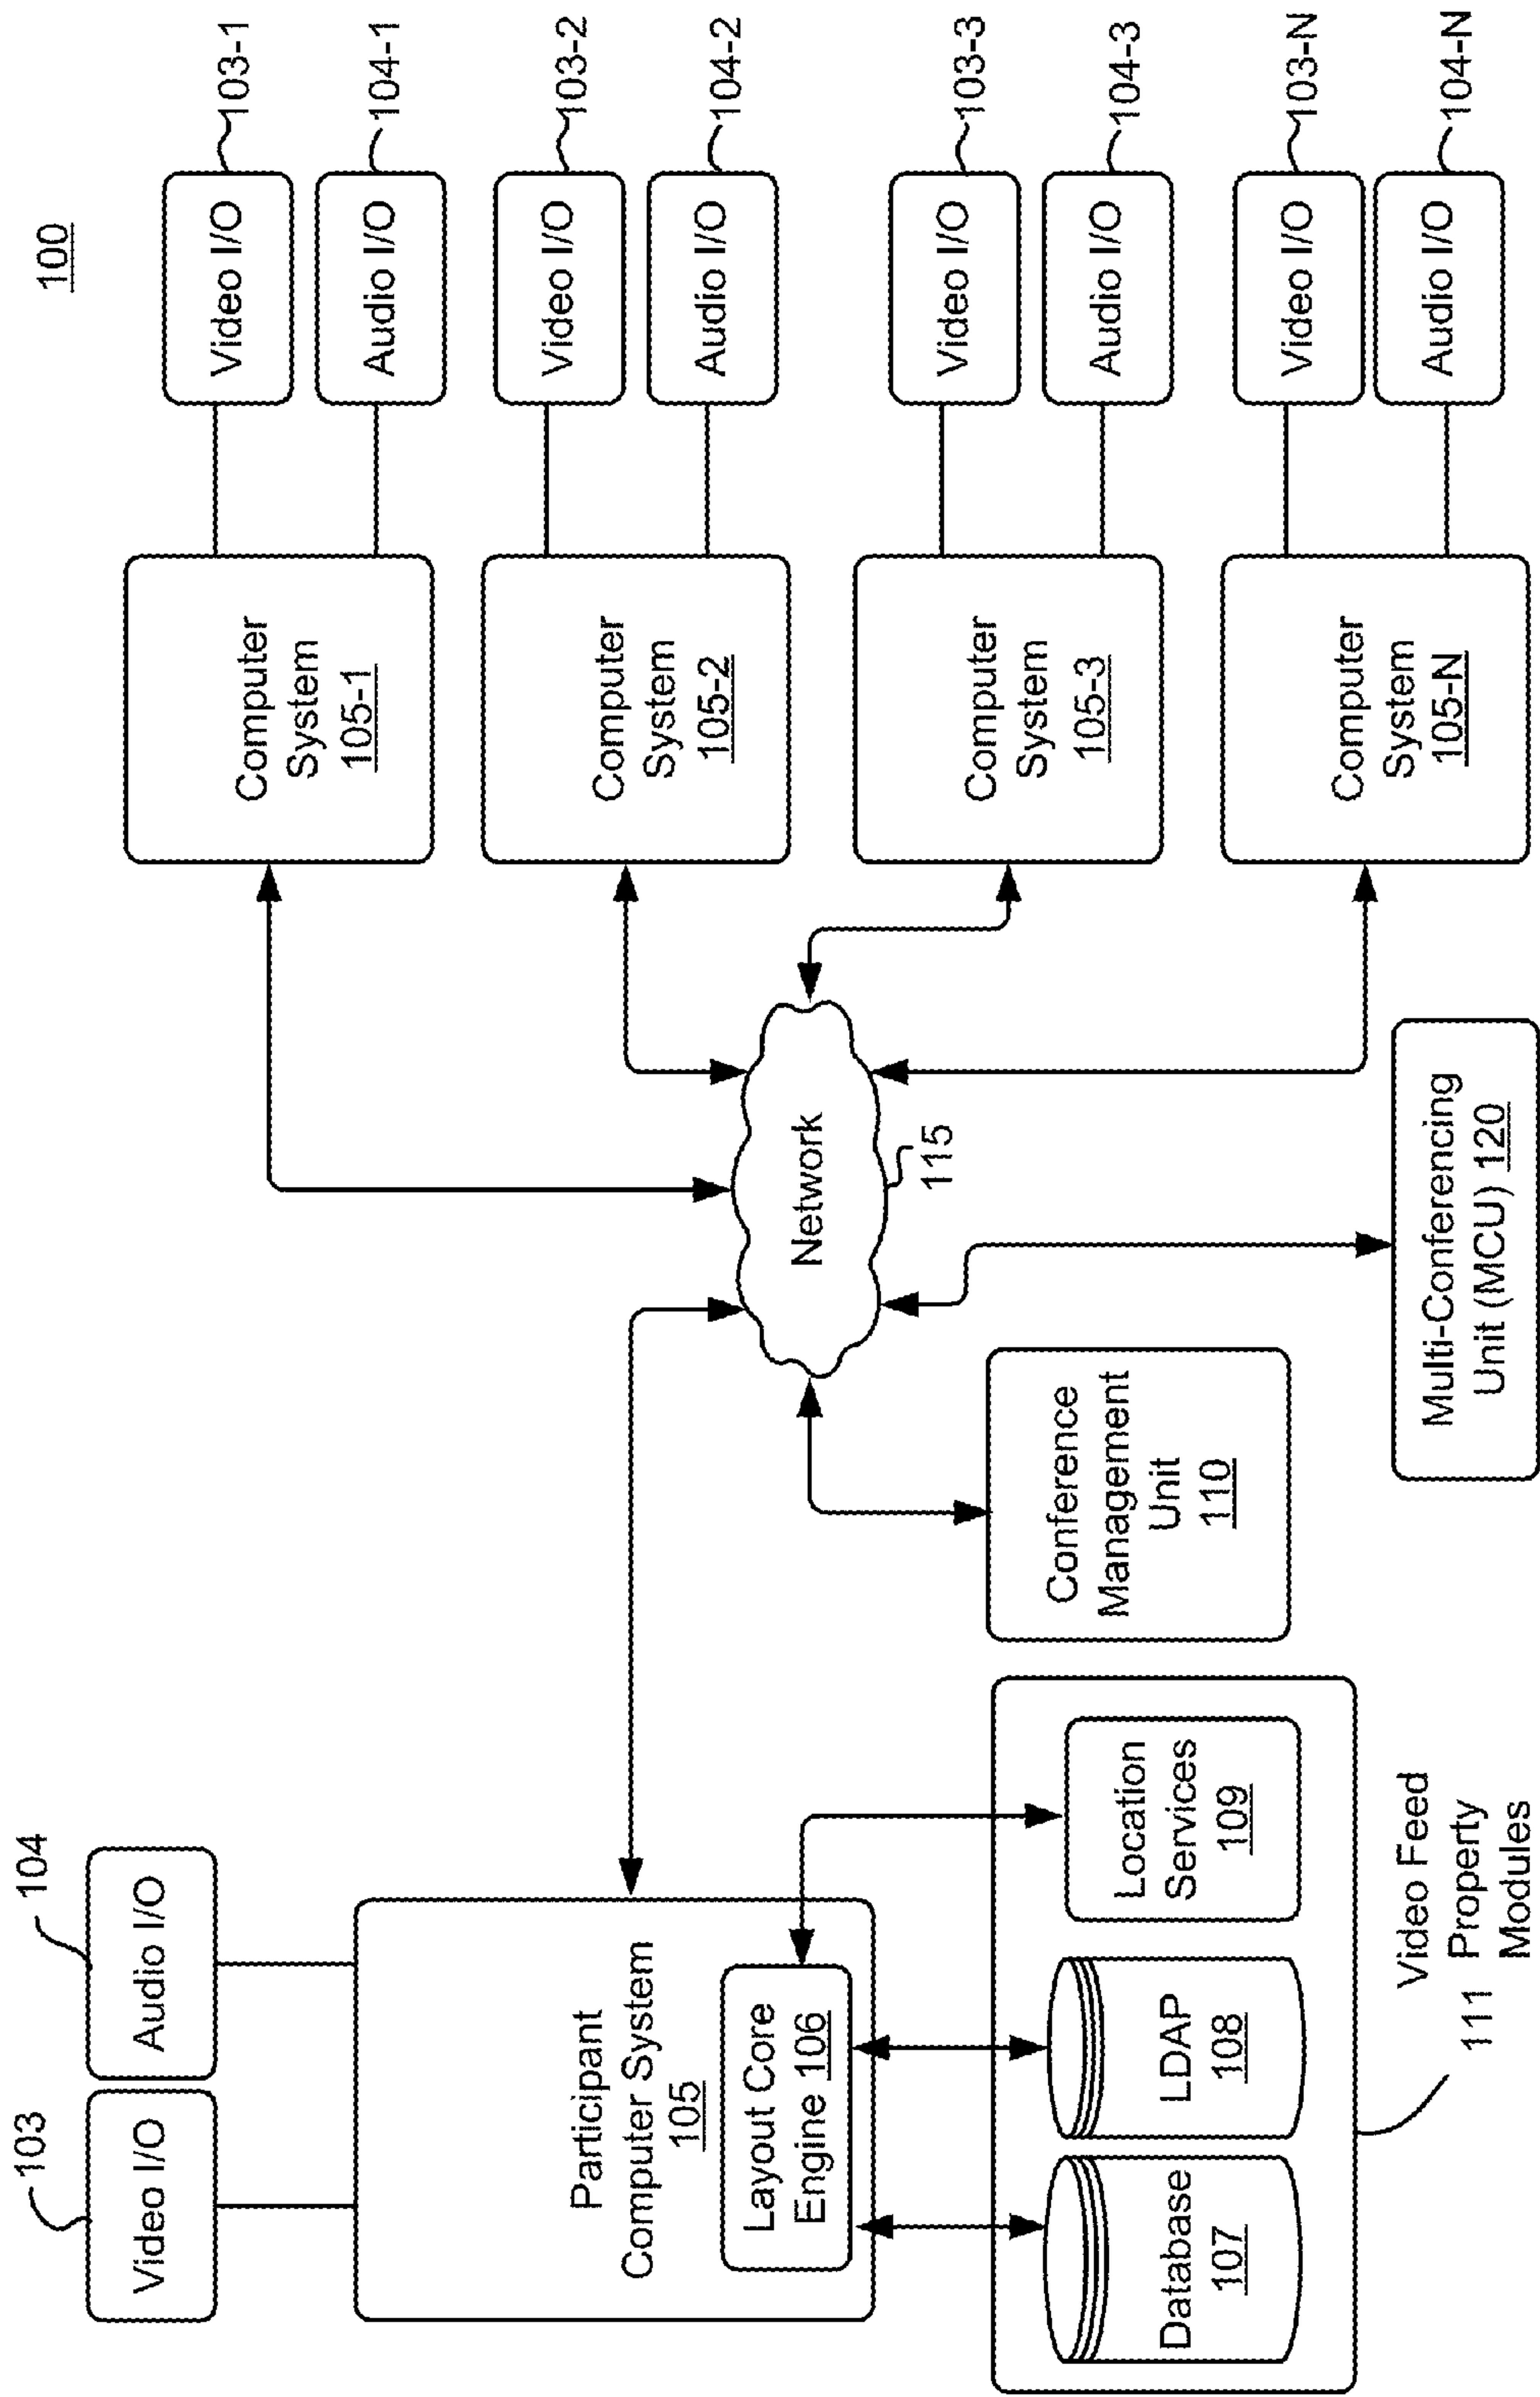 100
103
104
Video I/O
Audio I/O
Participant
Computer System
105
Layout Core
Engine 106
Database
107
LDAP
108
Location
Services
109
111
Video Feed
Property
Modules
Conference
Management
Unit
110
Network
115
Multi-Conferencing
Unit (MCU) 120
Computer
System
105-1
Video I/O
103-1
Audio I/O
104-1
Computer
System
105-2
Video I/O
103-2
Audio I/O
104-2
Computer
System
105-3
Video I/O
103-3
Audio I/O
104-3
Computer
System
105-N
Video I/O
103-N
Audio I/O
104-N